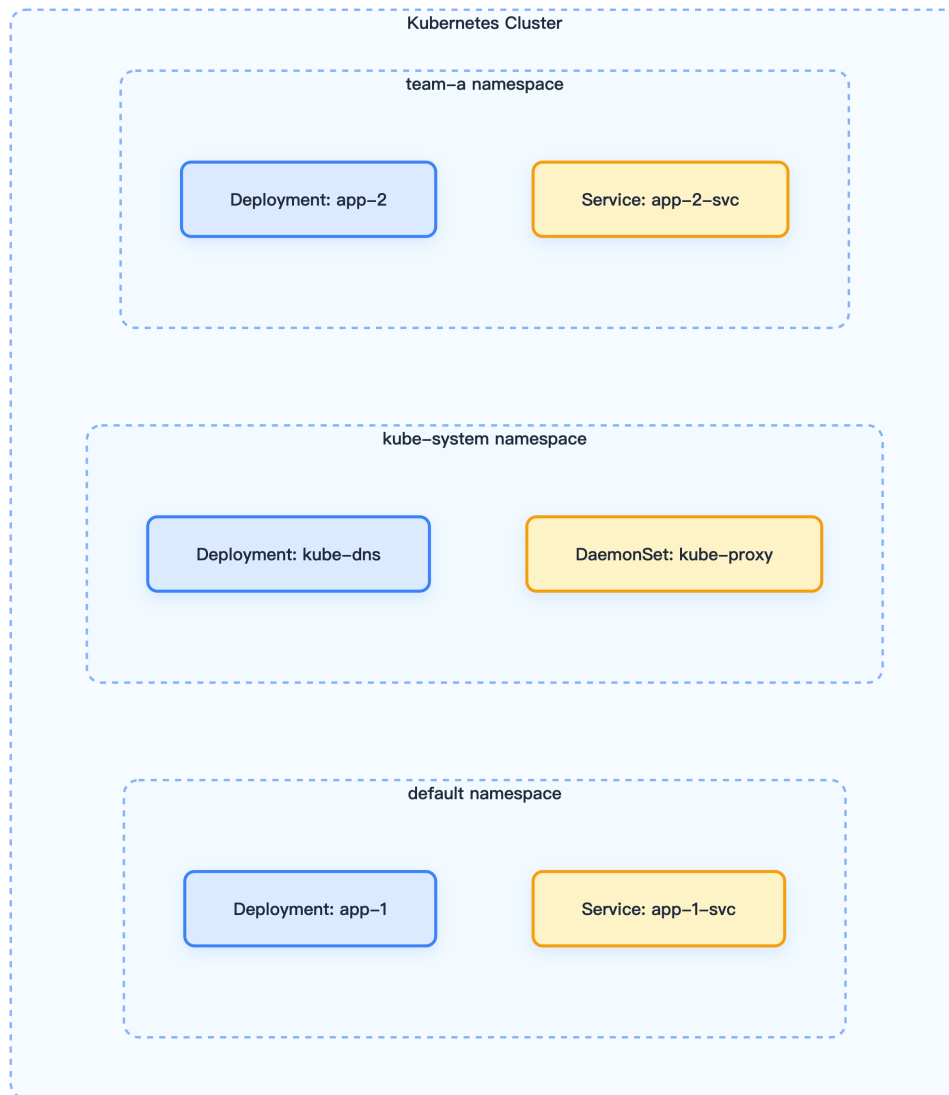 Kubernetes Cluster
team-a namespace
Deployment: app-2
Service: app-2-svc
kube-system namespace
Deployment: kube-dns
DaemonSet: kube-proxy
default namespace
Deployment: app-1
Service: app-1-svc